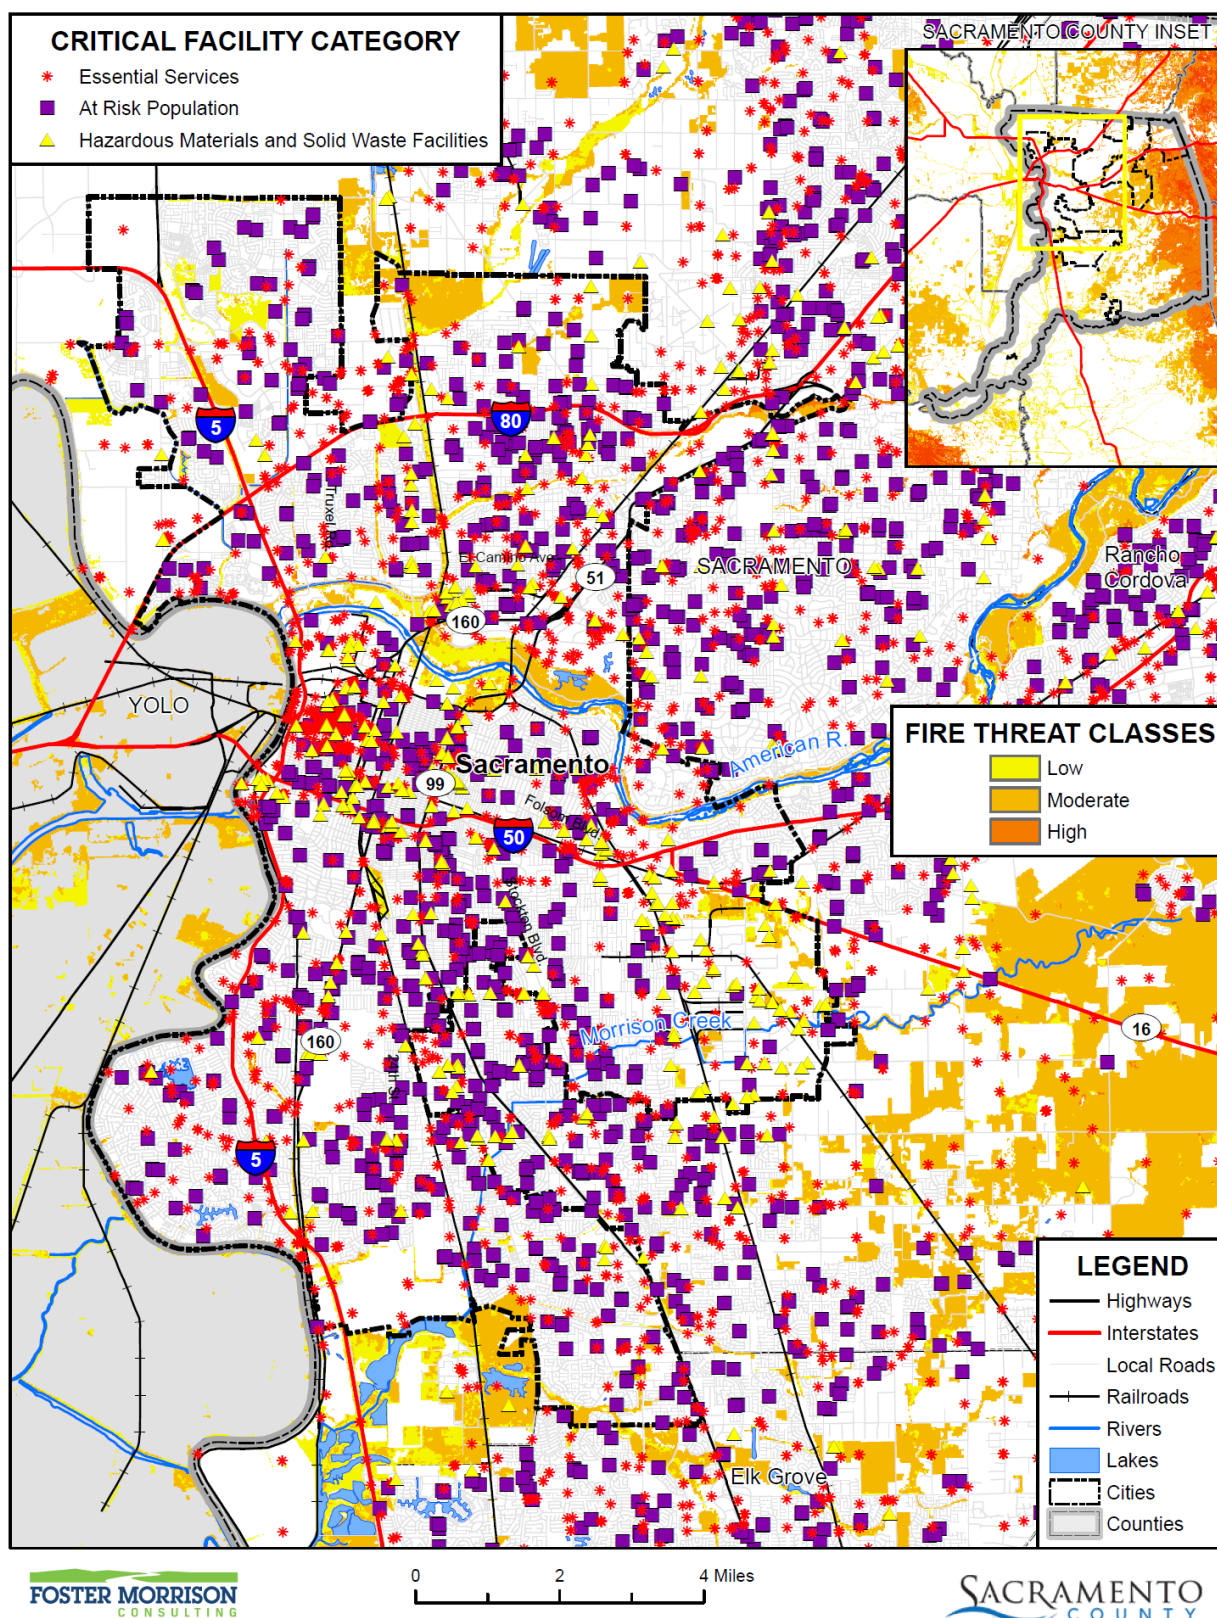 CRITICAL FACILITY CATEGORY
Essential Services
At Risk Population
Hazardous Materials and Solid Waste Facilities
SACRAMENTO COUNTY INSET
5
80
Truxel Rd
El Camino Ave
51
SACRAMENTO
Rancho
Cordova
160
YOLO
FIRE THREAT CLASSES
Low
Moderate
High
American R.
Sacramento
99
Folsom Blvd
50
Stockton Blvd
Morrison Creek
16
160
24th St
5
LEGEND
Highways
Interstates
Local Roads
Railroads
Rivers
Lakes
Cities
Counties
Elk Grove
FOSTER MORRISON
CONSULTING
0 2 4 Miles
SACRAMENTO
COUNTY